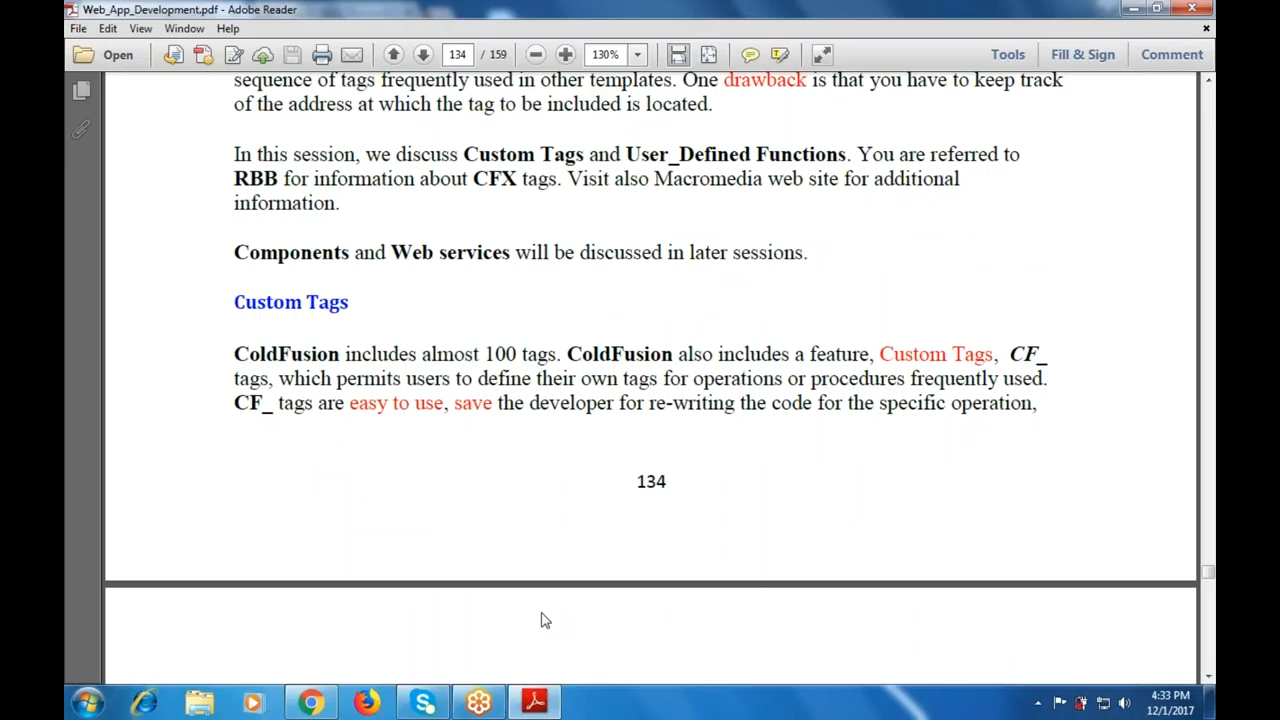 Web_App_Development.pdf - Adobe Reader
File Edit View Window Help
Open 134 / 159 130% Tools Fill & Sign Comment
sequence of tags frequently used in other templates. One drawback is that you have to keep track
of the address at which the tag to be included is located.
In this session, we discuss Custom Tags and User_Defined Functions. You are referred to
RBB for information about CFX tags. Visit also Macromedia web site for additional
information.
Components and Web services will be discussed in later sessions.
Custom Tags
ColdFusion includes almost 100 tags. ColdFusion also includes a feature, Custom Tags, CF_
tags, which permits users to define their own tags for operations or procedures frequently used.
CF_ tags are easy to use, save the developer for re-writing the code for the specific operation,
134
4:33 PM
12/1/2017